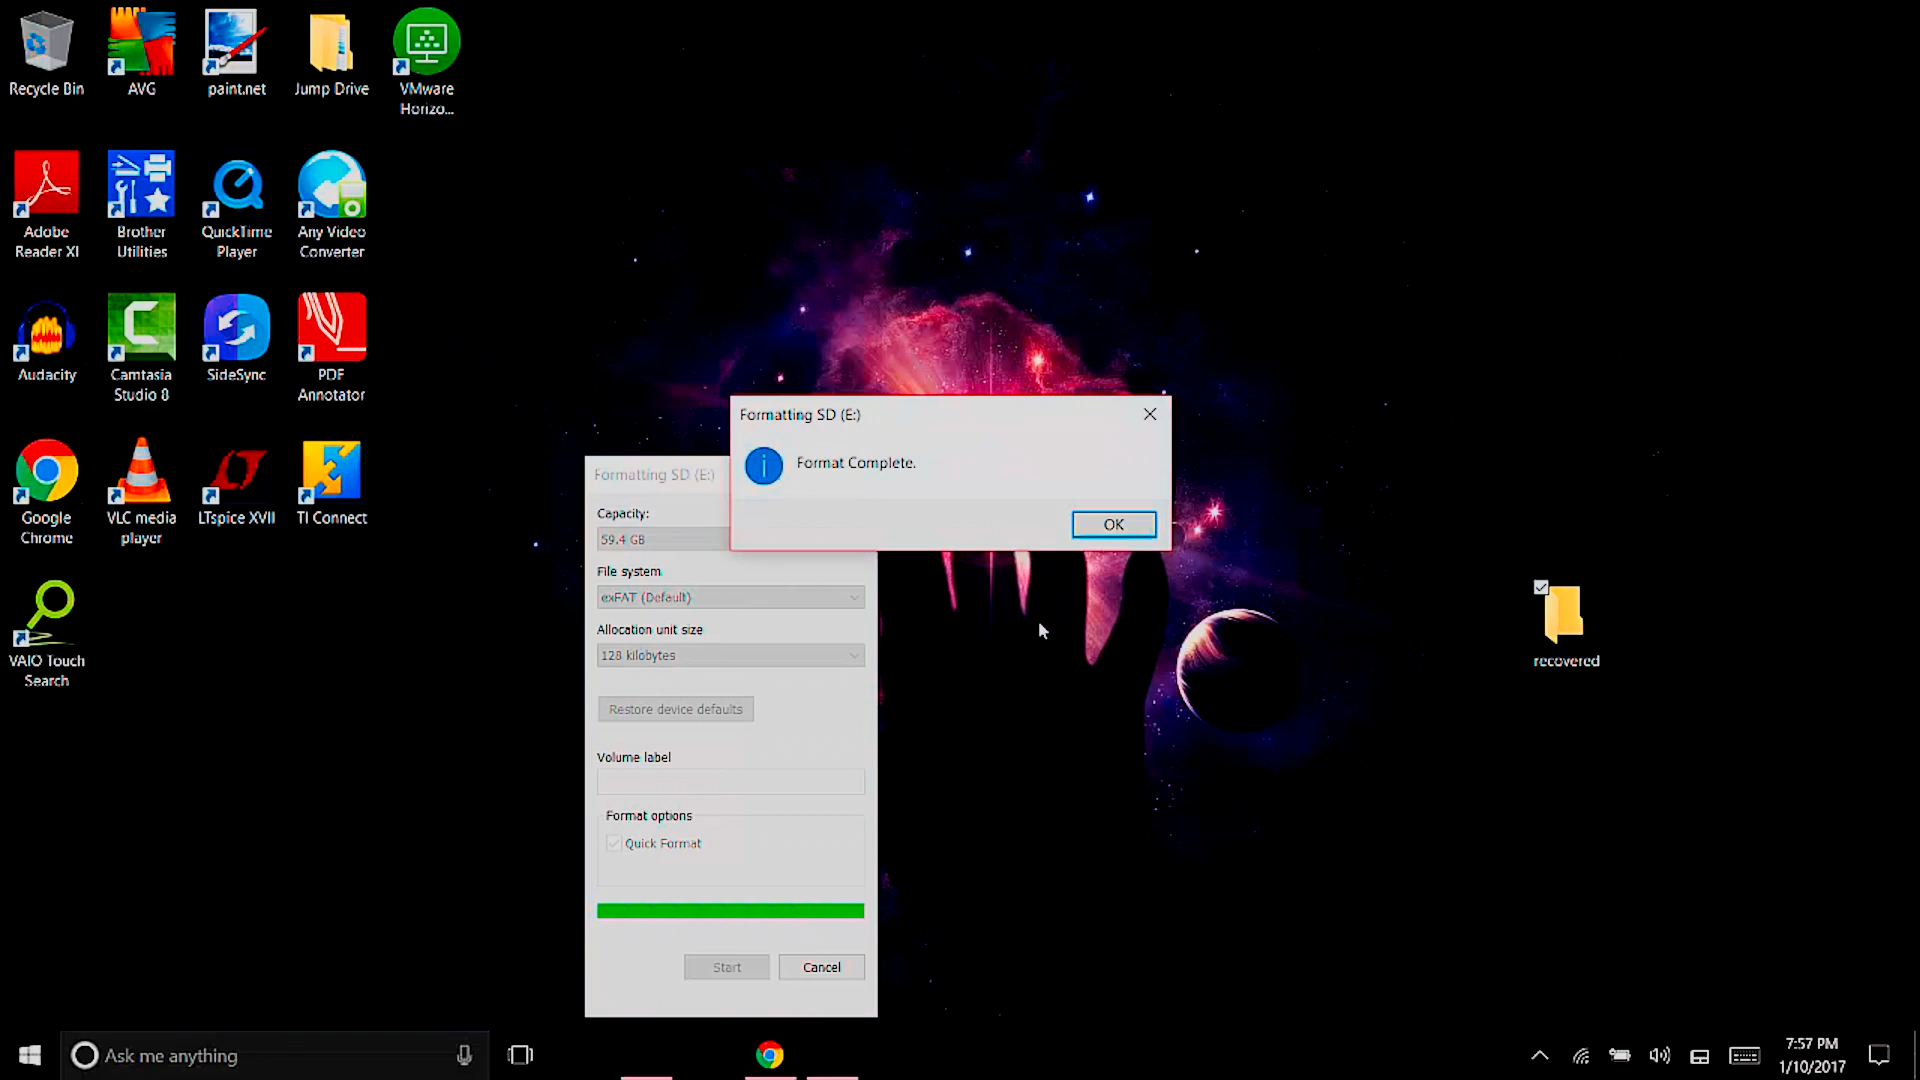 Recycle Bin
AVG
paint.net
Jump Drive
VMware
Horizo...
Adobe
Reader XI
Brother
Utilities
QuickTime
Player
Any Video
Converter
Audacity
Camtasia
Studio 8
SideSync
PDF
Annotator
Google
Chrome
VLC media
player
LTspice XVII
TI Connect
VAIO Touch
Search
Formatting SD (E:)
Format Complete.
OK
Formatting SD (E:)
Capacity:
59.4 GB
File system
exFAT (Default)
Allocation unit size
128 kilobytes
Restore device defaults
Volume label
Format options
Quick Format
Start
Cancel
recovered
Ask me anything
7:57 PM
1/10/2017